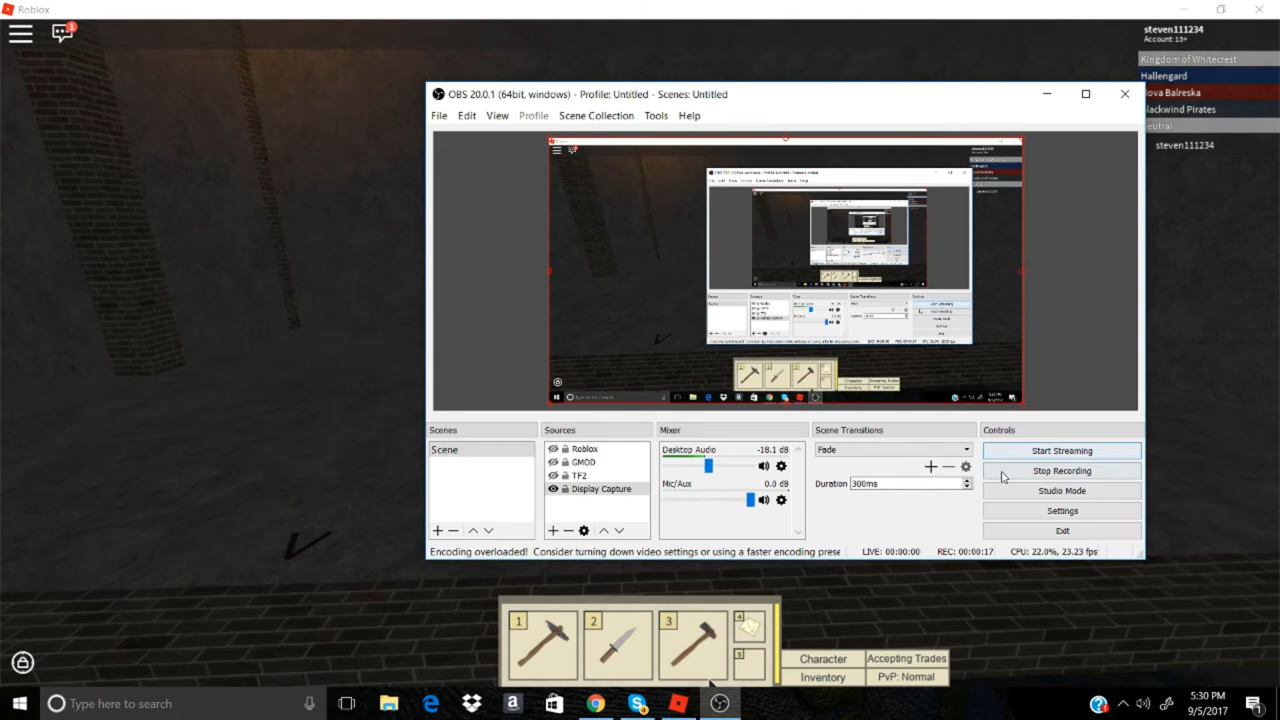 Roblox
1
steven111234
Account: 13+
Kingdom of Whitecrest
Hallengard
Nova Balreska
Blackwind Pirates
Neutral
steven111234
OBS 20.0.1 (64bit, windows) - Profile: Untitled - Scenes: Untitled
File Edit View Profile Scene Collection Tools Help
Scenes
Scene
Sources
Roblox
GMOD
TF2
Display Capture
Mixer
Desktop Audio -18.1 dB
Mic/Aux 0.0 dB
Scene Transitions
Fade
Duration 300ms
Controls
Start Streaming
Stop Recording
Studio Mode
Settings
Exit
Encoding overloaded! Consider turning down video settings or using a faster encoding prese
LIVE: 00:00:00 REC: 00:00:17 CPU: 22.0%, 23.23 fps
1 2 3 4
5
Character Accepting Trades
Inventory PvP: Normal
Type here to search
5:30 PM
9/5/2017
1